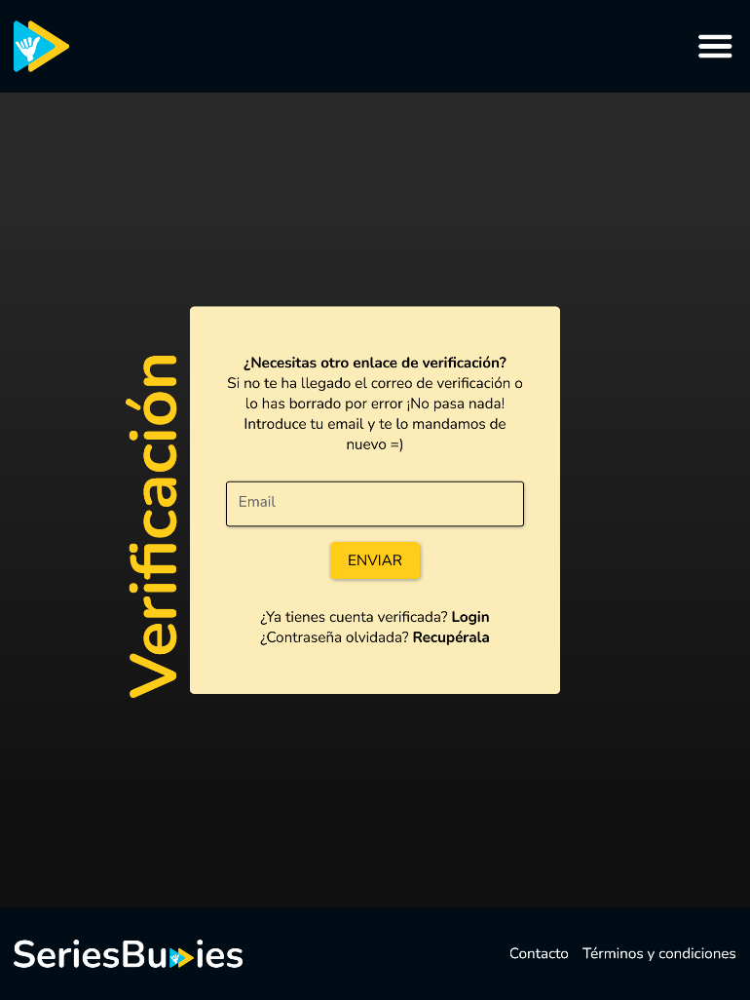 Verificación
¿Necesitas otro enlace de verificación?
Si no te ha llegado el correo de verificación o
lo has borrado por error ¡No pasa nada!
Introduce tu email y te lo mandamos de
nuevo =)
Email
ENVIAR
¿Ya tienes cuenta verificada? Login
¿Contraseña olvidada? Recupérala
SeriesBuddies
Contacto Términos y condiciones